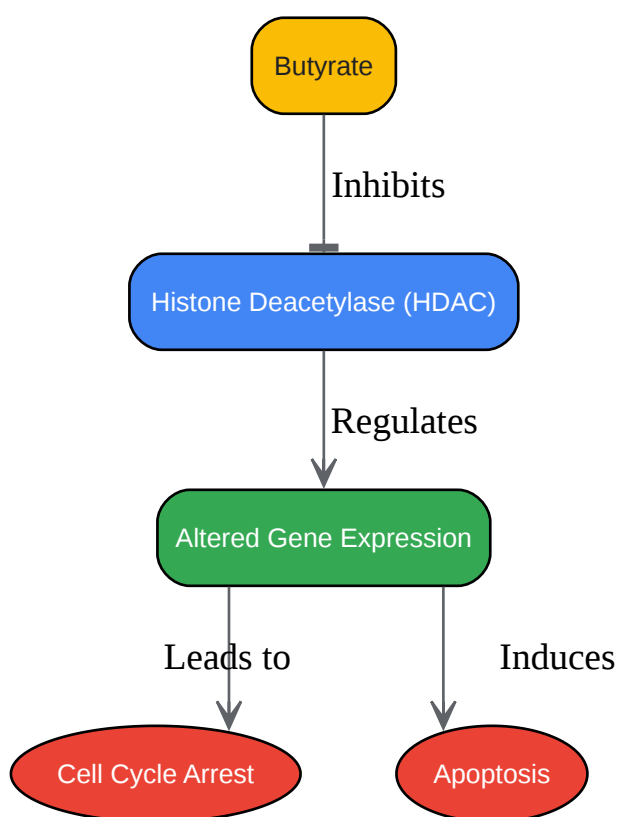 Butyrate
Inhibits
Histone Deacetylase (HDAC)
Regulates
Altered Gene Expression
Leads to
Induces
Cell Cycle Arrest
Apoptosis